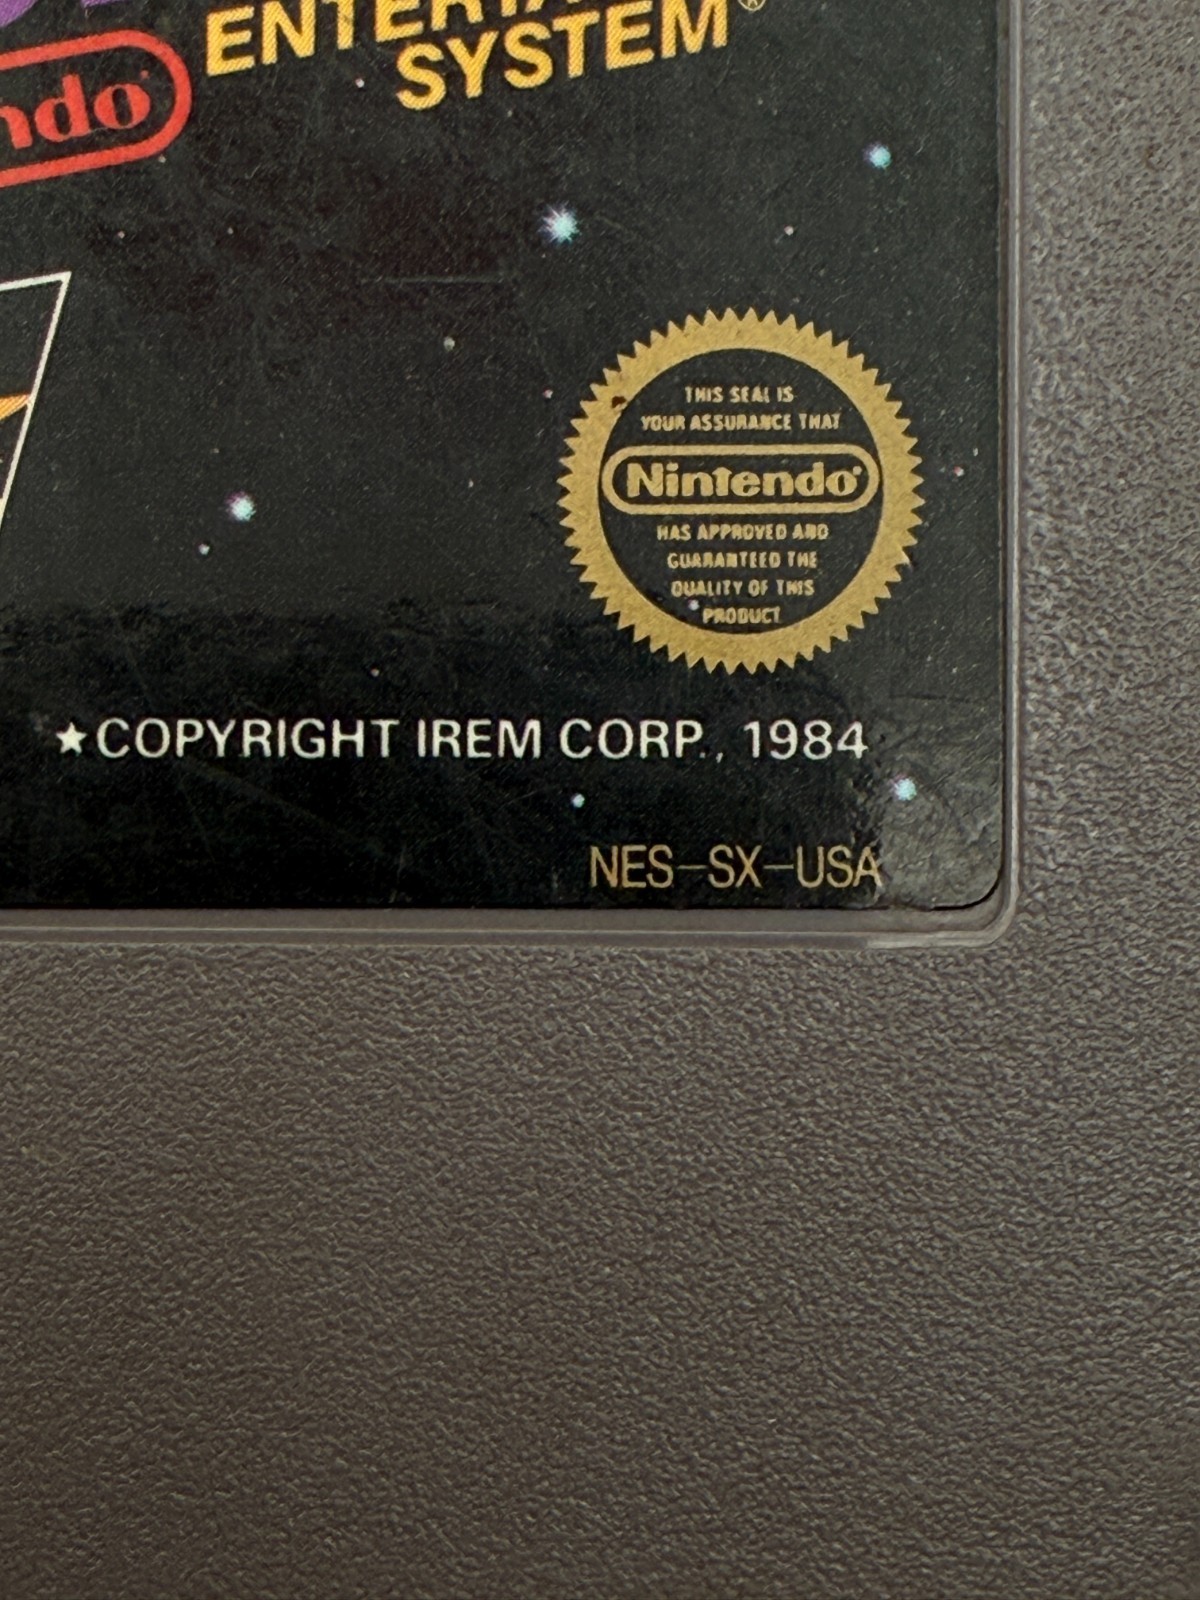 ENTERTA
SYSTEM®
ndo
THIS SEAL IS
YOUR ASSURANCE THAT
Nintendo®
HAS APPROVED AND
GUARANTEED THE
QUALITY OF THIS
PRODUCT
★COPYRIGHT IREM CORP., 1984
NES-SX-USA